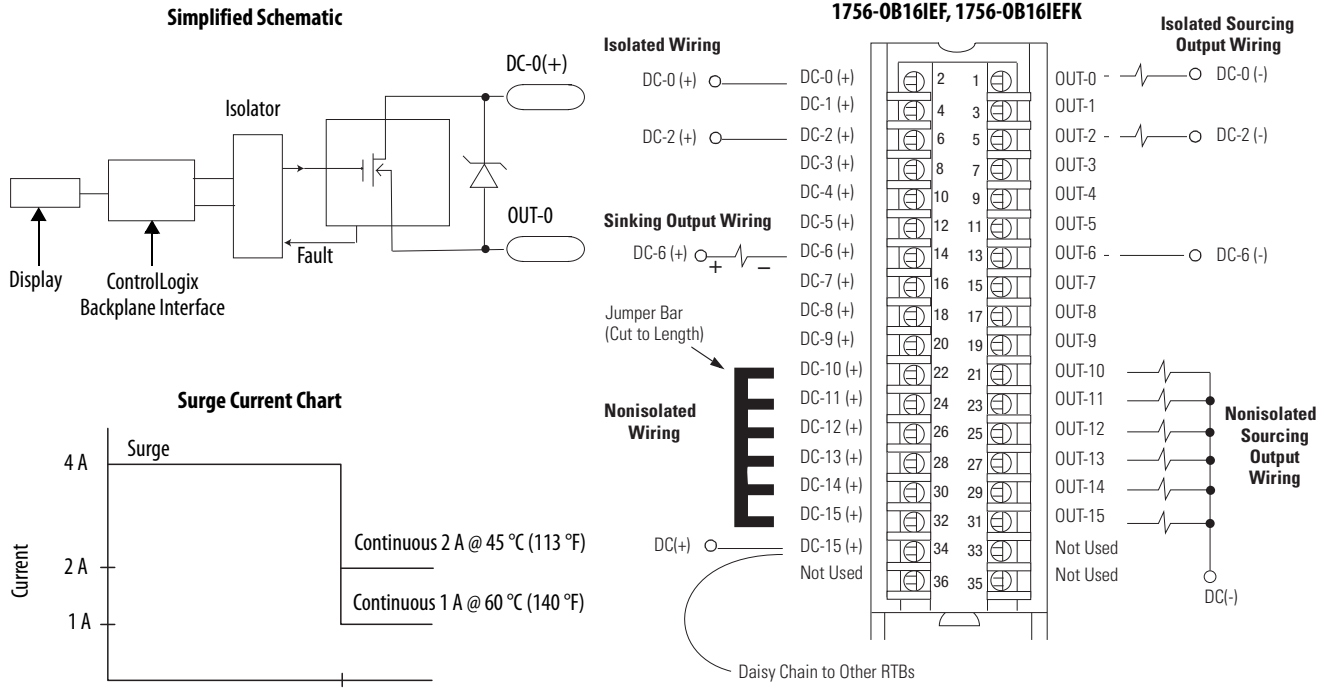 Simplified Schematic
DC-0(+)
Isolator
OUT-0
Fault
Display
ControlLogix
Backplane Interface
Surge Current Chart
Surge
4 A
2 A
1 A
Current
Continuous 2 A @ 45 °C (113 °F)
Continuous 1 A @ 60 °C (140 °F)
1756-OB16IEF, 1756-OB16IEFK
Isolated Wiring
Isolated Sourcing
Output Wiring
DC-0 (+) DC-0 (+) 2 1 OUT-0 DC-0 (-)
DC-1 (+) 4 3 OUT-1
DC-2 (+) DC-2 (+) 6 5 OUT-2 DC-2 (-)
DC-3 (+) 8 7 OUT-3
DC-4 (+) 10 9 OUT-4
Sinking Output Wiring
DC-5 (+) 12 11 OUT-5
DC-6 (+) + – DC-6 (+) 14 13 OUT-6 DC-6 (-)
DC-7 (+) 16 15 OUT-7
DC-8 (+) 18 17 OUT-8
DC-9 (+) 20 19 OUT-9
Jumper Bar
(Cut to Length)
DC-10 (+) 22 21 OUT-10
DC-11 (+) 24 23 OUT-11
DC-12 (+) 26 25 OUT-12
DC-13 (+) 28 27 OUT-13
DC-14 (+) 30 29 OUT-14
DC-15 (+) 32 31 OUT-15
Nonisolated
Wiring
Nonisolated
Sourcing
Output
Wiring
DC(+) DC-15 (+) 34 33 Not Used
Not Used 36 35 Not Used
DC(-)
Daisy Chain to Other RTBs